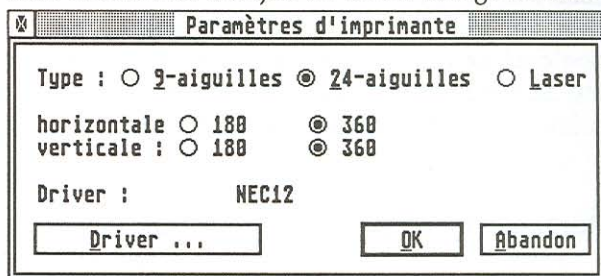 Paramètres d'imprimante
Type : 9-aiguilles 24-aiguilles Laser
horizontale 180 360
verticale : 180 360
Driver : NEC12
Driver ... OK Abandon